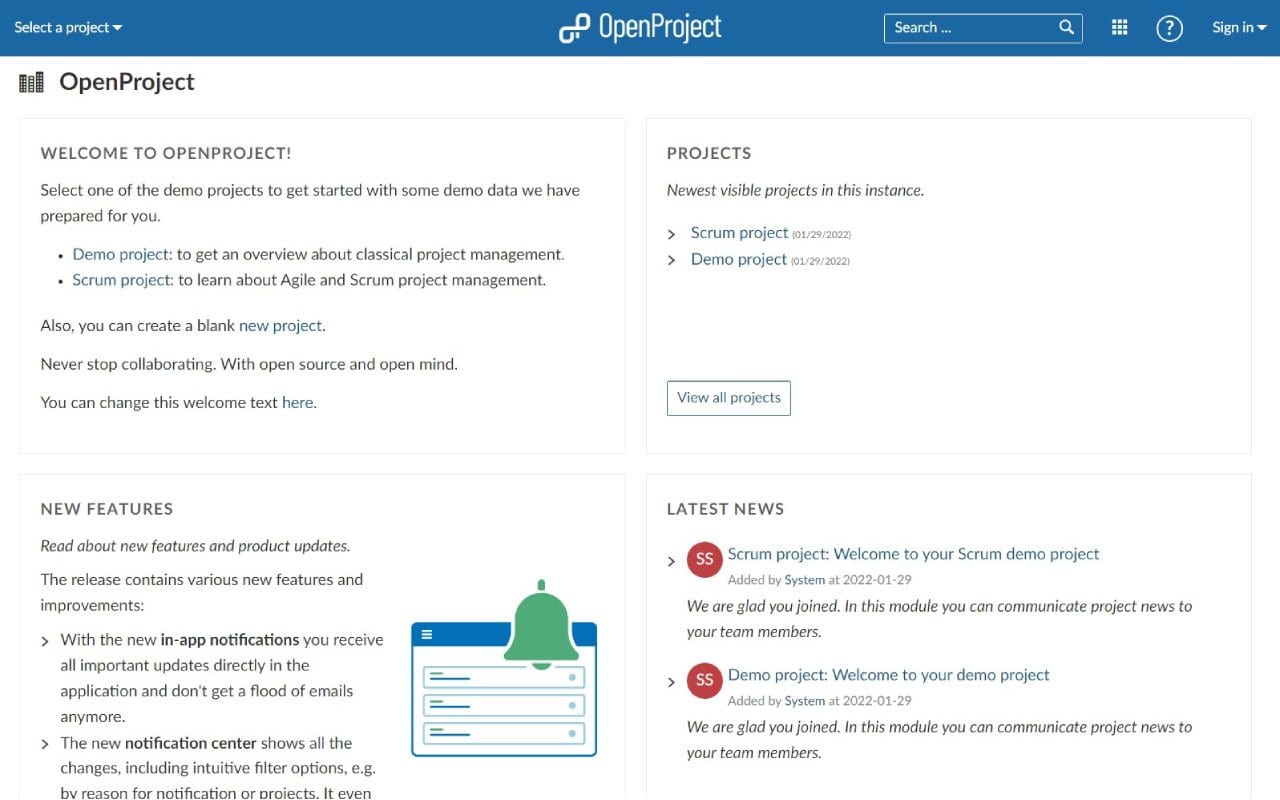 Select a project
OpenProject
Search ...
?
Sign in
OpenProject
WELCOME TO OPENPROJECT!
Select one of the demo projects to get started with some demo data we have
prepared for you.
• Demo project: to get an overview about classical project management.
• Scrum project: to learn about Agile and Scrum project management.
Also, you can create a blank new project.
Never stop collaborating. With open source and open mind.
You can change this welcome text here.
PROJECTS
Newest visible projects in this instance.
Scrum project (01/29/2022)
Demo project (01/29/2022)
View all projects
NEW FEATURES
Read about new features and product updates.
The release contains various new features and
improvements:
With the new in-app notifications you receive
all important updates directly in the
application and don't get a flood of emails
anymore.
The new notification center shows all the
changes, including intuitive filter options, e.g.
by reason for notification or projects. It even
LATEST NEWS
SS
Scrum project: Welcome to your Scrum demo project
Added by System at 2022-01-29
We are glad you joined. In this module you can communicate project news to
your team members.
SS
Demo project: Welcome to your demo project
Added by System at 2022-01-29
We are glad you joined. In this module you can communicate project news to
your team members.